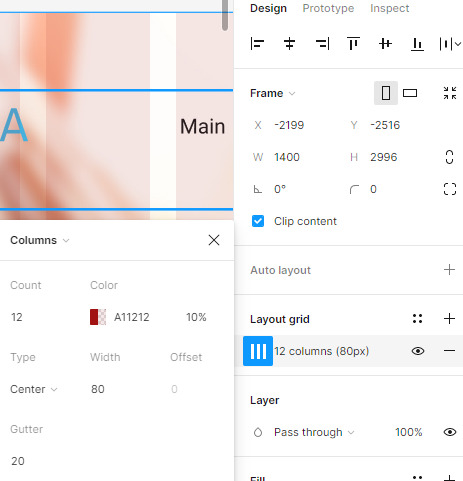 Design Prototype Inspect
A
Main
Frame
X -2199 Y -2516
W 1400 H 2996
0° 0
Clip content
Auto layout
Layout grid
12 columns (80px)
Layer
Pass through 100%
Fill
Columns
Count Color
12 A11212 10%
Type Width Offset
Center 80 0
Gutter
20